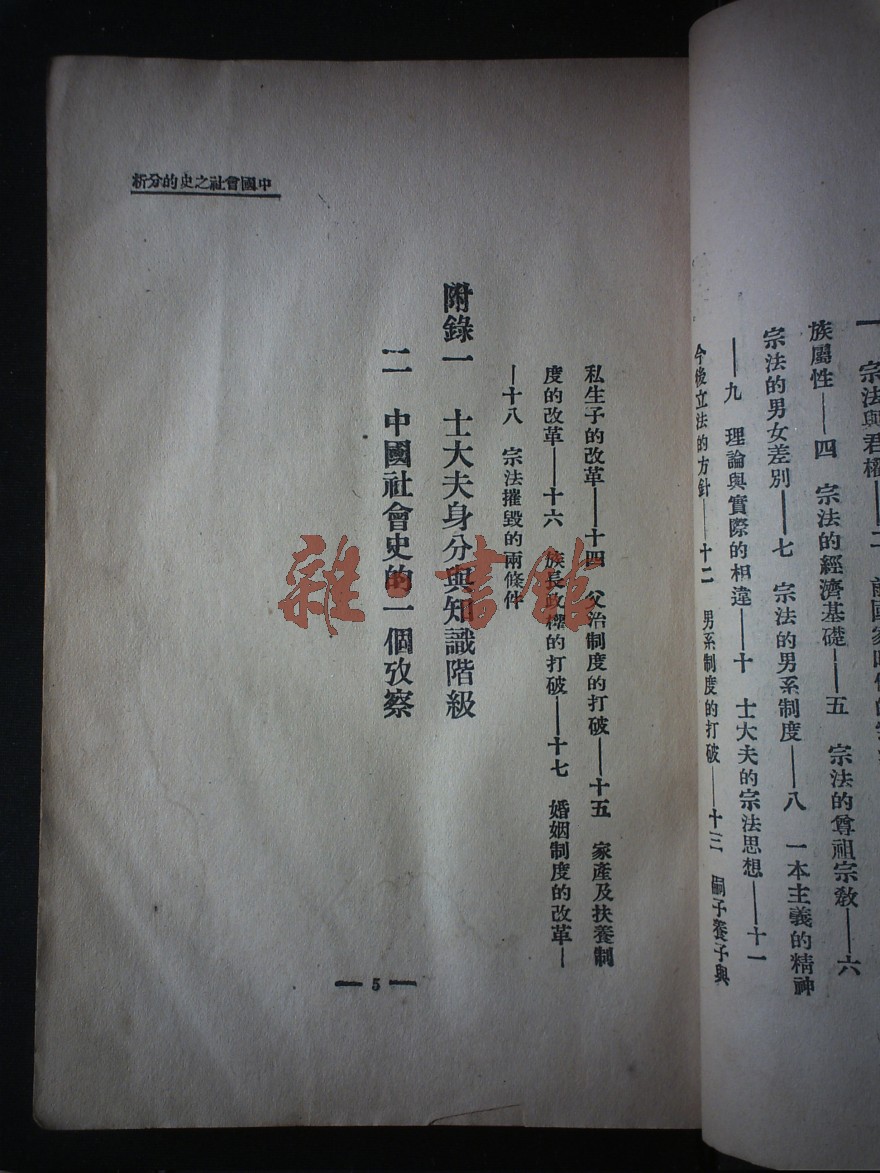 一　宗法與君權——二　前國家時代的
族屬性——四　宗法的經濟基礎——五　宗法的尊祖宗教——六
宗法的男女差別——七　宗法的男系制度——八　一本主義的精神
——九　理論與實際的相違——十　士大夫的宗法思想——十一
今後立法的方針——十二　男系制度的打破——十三　嗣子養子與
中國會社之史的分析
私生子的改革——十四　父治制度的打破——十五　家產及扶養制
度的改革——十六　族長政權的打破——十七　婚姻制度的改革—
—十八　宗法摧毀的兩條件
附錄一　士大夫身分與知識階級
二　中國社會史的一個攷察
— 5 —
雜·書館